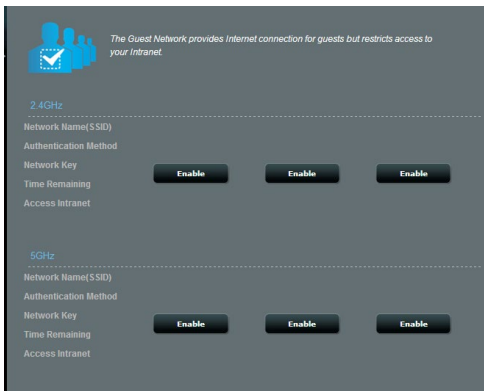 The Guest Network provides Internet connection for guests but restricts access to
your Intranet.
2.4GHz
Network Name(SSID)
Authentication Method
Network Key
Enable Enable Enable
Time Remaining
Access Intranet
5GHz
Network Name(SSID)
Authentication Method
Network Key
Enable Enable Enable
Time Remaining
Access Intranet